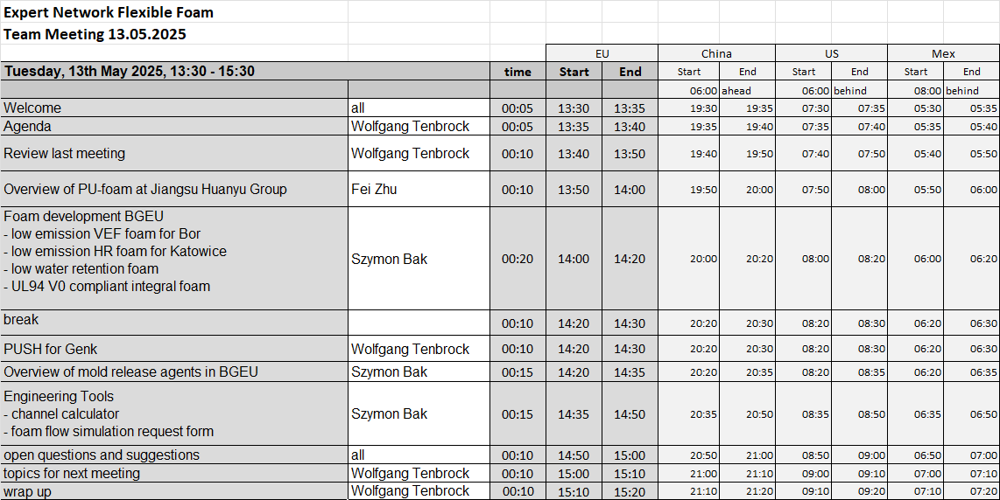 Expert Network Flexible Foam
Team Meeting 13.05.2025
EU China US Mex
Tuesday, 13th May 2025, 13:30 - 15:30 time Start End Start End Start End Start End
06:00 ahead 06:00 behind 08:00 behind
Welcome all 00:05 13:30 13:35 19:30 19:35 07:30 07:35 05:30 05:35
Agenda Wolfgang Tenbrock 00:05 13:35 13:40 19:35 19:40 07:35 07:40 05:35 05:40
Review last meeting Wolfgang Tenbrock 00:10 13:40 13:50 19:40 19:50 07:40 07:50 05:40 05:50
Overview of PU-foam at Jiangsu Huanyu Group Fei Zhu 00:10 13:50 14:00 19:50 20:00 07:50 08:00 05:50 06:00
Foam development BGEU
- low emission VEF foam for Bor
- low emission HR foam for Katowice
- low water retention foam
- UL94 V0 compliant integral foam
Szymon Bak 00:20 14:00 14:20 20:00 20:20 08:00 08:20 06:00 06:20
break 00:10 14:20 14:30 20:20 20:30 08:20 08:30 06:20 06:30
PUSH for Genk Wolfgang Tenbrock 00:10 14:20 14:30 20:20 20:30 08:20 08:30 06:20 06:30
Overview of mold release agents in BGEU Szymon Bak 00:15 14:20 14:35 20:20 20:35 08:20 08:35 06:20 06:35
Engineering Tools
- channel calculator
- foam flow simulation request form
Szymon Bak 00:15 14:35 14:50 20:35 20:50 08:35 08:50 06:35 06:50
open questions and suggestions all 00:10 14:50 15:00 20:50 21:00 08:50 09:00 06:50 07:00
topics for next meeting Wolfgang Tenbrock 00:10 15:00 15:10 21:00 21:10 09:00 09:10 07:00 07:10
wrap up Wolfgang Tenbrock 00:10 15:10 15:20 21:10 21:20 09:10 09:20 07:10 07:20